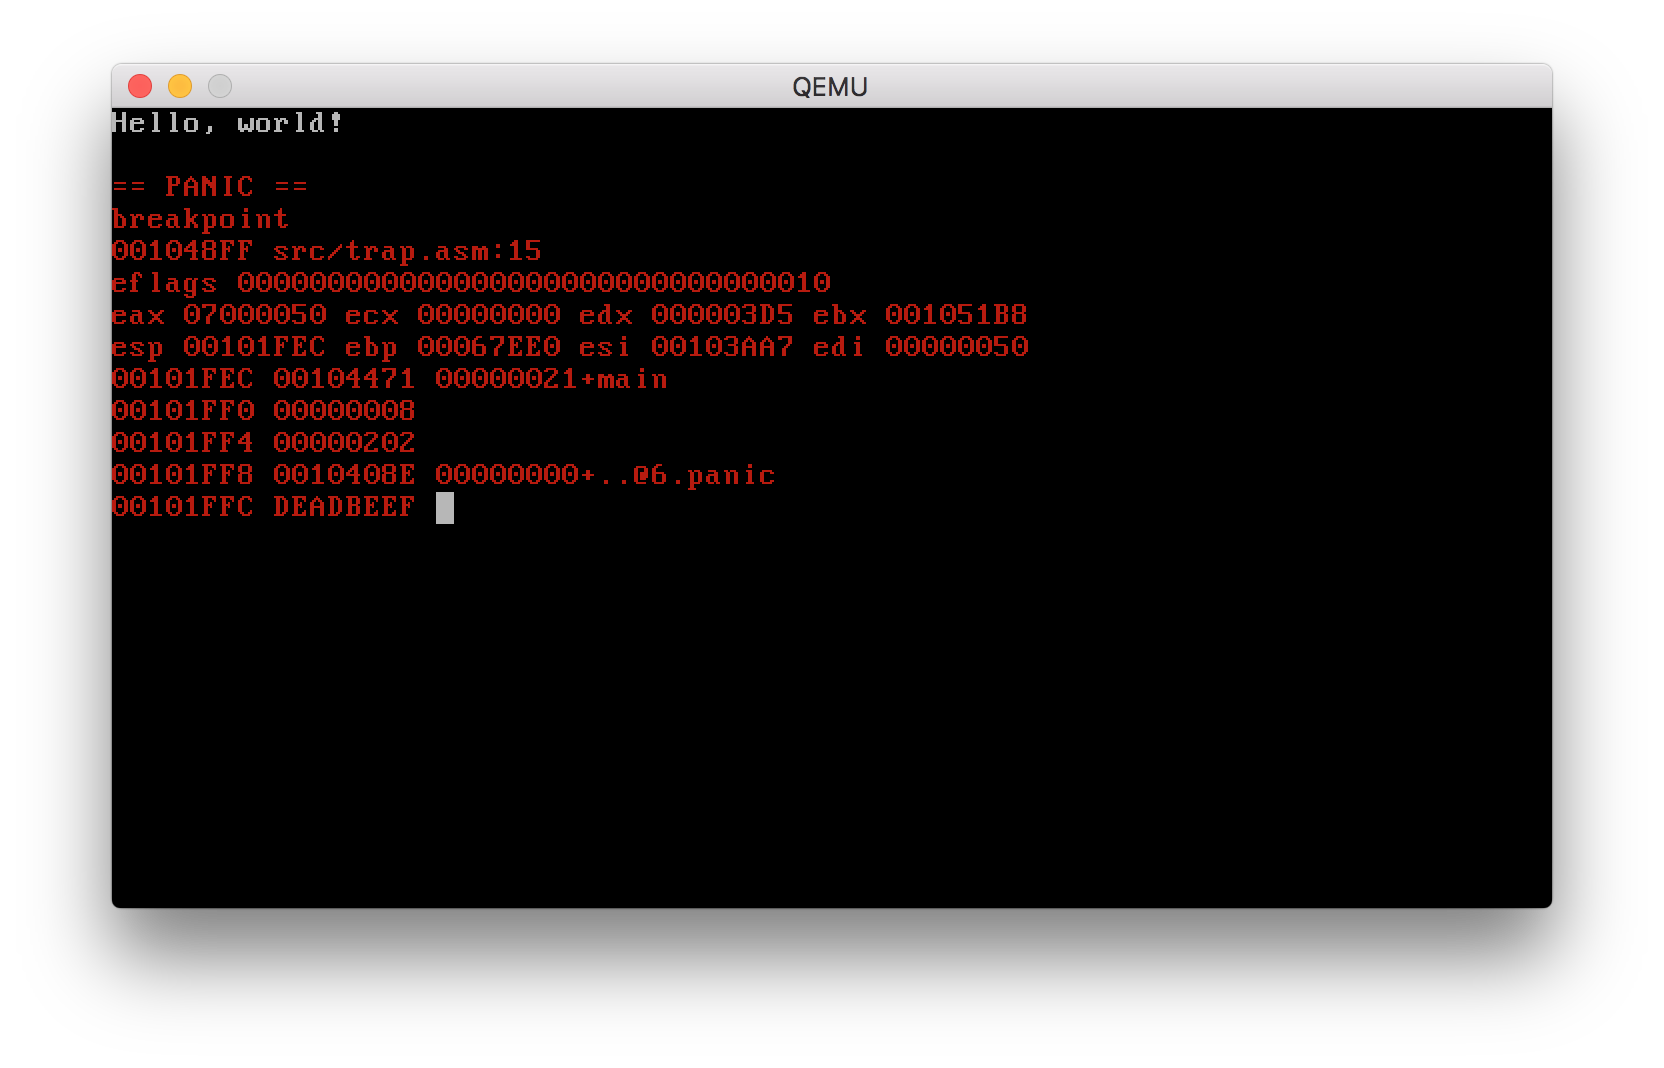 QEMU
Hello, world!
== PANIC ==
breakpoint
001048FF src/trap.asm:15
eflags 000000000000000000000000000000010
eax 07000050 ecx 00000000 edx 000003D5 ebx 001051B8
esp 00101FEC ebp 00067EE0 esi 00103AA7 edi 00000050
00101FEC 00104471 00000021+main
00101FF0 00000008
00101FF4 00000202
00101FF8 0010408E 00000000+..@6.panic
00101FFC DEADBEEF